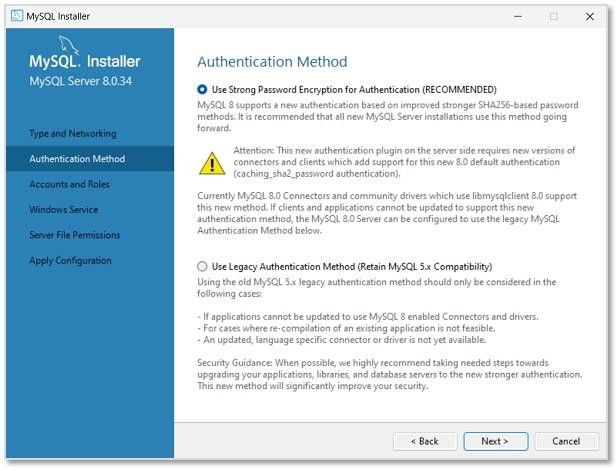 MySQL Installer
MySQL. Installer
MySQL Server 8.0.34
Type and Networking
Authentication Method
Accounts and Roles
Windows Service
Server File Permissions
Apply Configuration
Authentication Method
Use Strong Password Encryption for Authentication (RECOMMENDED)
MySQL 8 supports a new authentication based on improved stronger SHA256-based password
methods. It is recommended that all new MySQL Server installations use this method going
forward.
Attention: This new authentication plugin on the server side requires new versions of
connectors and clients which add support for this new 8.0 default authentication
(caching_sha2_password authentication).
Currently MySQL 8.0 Connectors and community drivers which use libmysqlclient 8.0 support
this new method. If clients and applications cannot be updated to support this new
authentication method, the MySQL 8.0 Server can be configured to use the legacy MySQL
Authentication Method below.
Use Legacy Authentication Method (Retain MySQL 5.x Compatibility)
Using the old MySQL 5.x legacy authentication method should only be considered in the
following cases:
- If applications cannot be updated to use MySQL 8 enabled Connectors and drivers.
- For cases where re-compilation of an existing application is not feasible.
- An updated, language specific connector or driver is not yet available.
Security Guidance: When possible, we highly recommend taking needed steps towards
upgrading your applications, libraries, and database servers to the new stronger authentication.
This new method will significantly improve your security.
< Back
Next >
Cancel